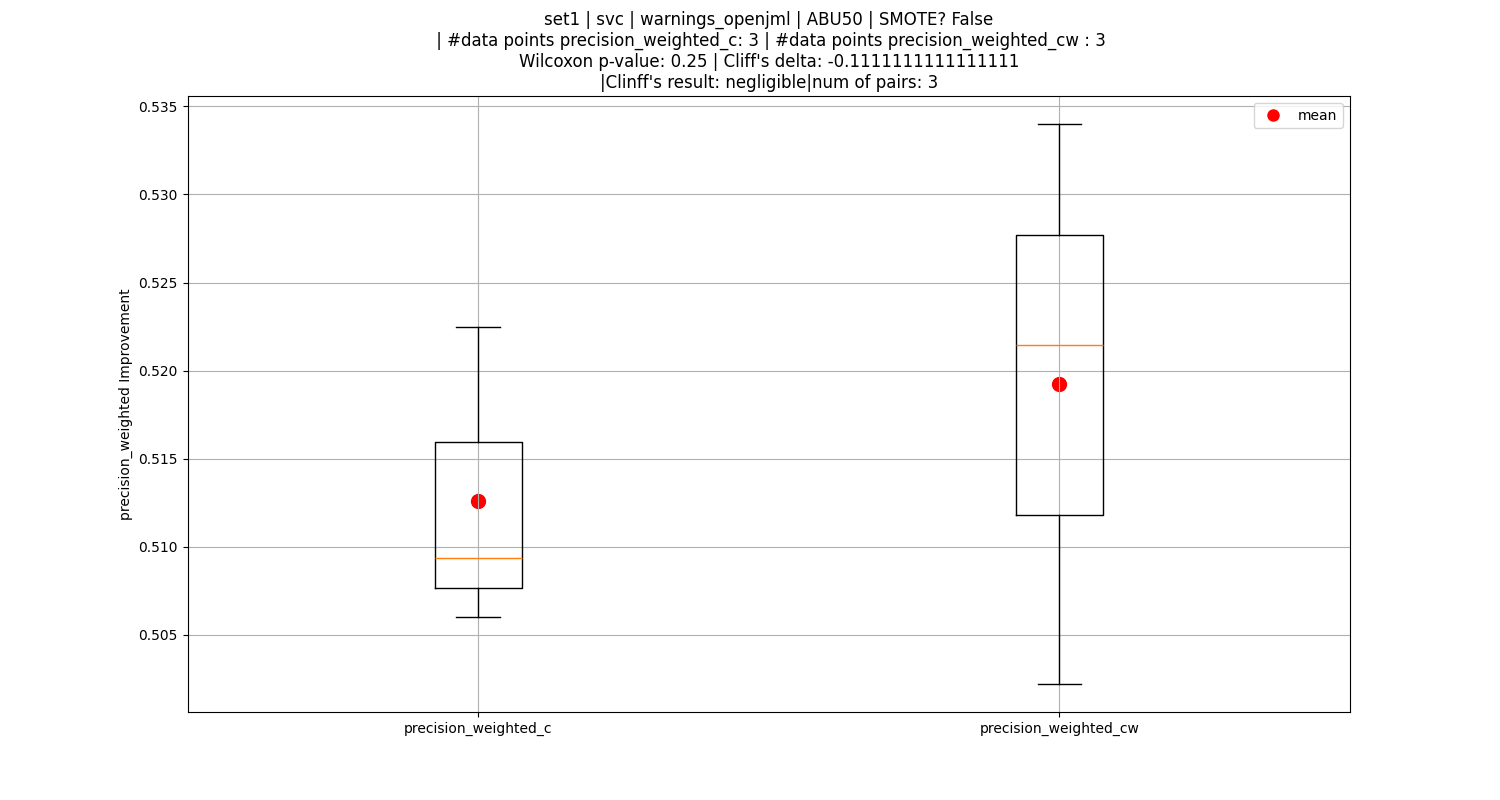 set1 | svc | warnings_openjml | ABU50 | SMOTE? False
| #data points precision_weighted_c: 3 | #data points precision_weighted_cw : 3
Wilcoxon p-value: 0.25 | Cliff's delta: -0.1111111111111111
|Clinff's result: negligible|num of pairs: 3
mean
0.535
0.530
0.525
0.520
0.515
0.510
0.505
precision_weighted Improvement
precision_weighted_c
precision_weighted_cw